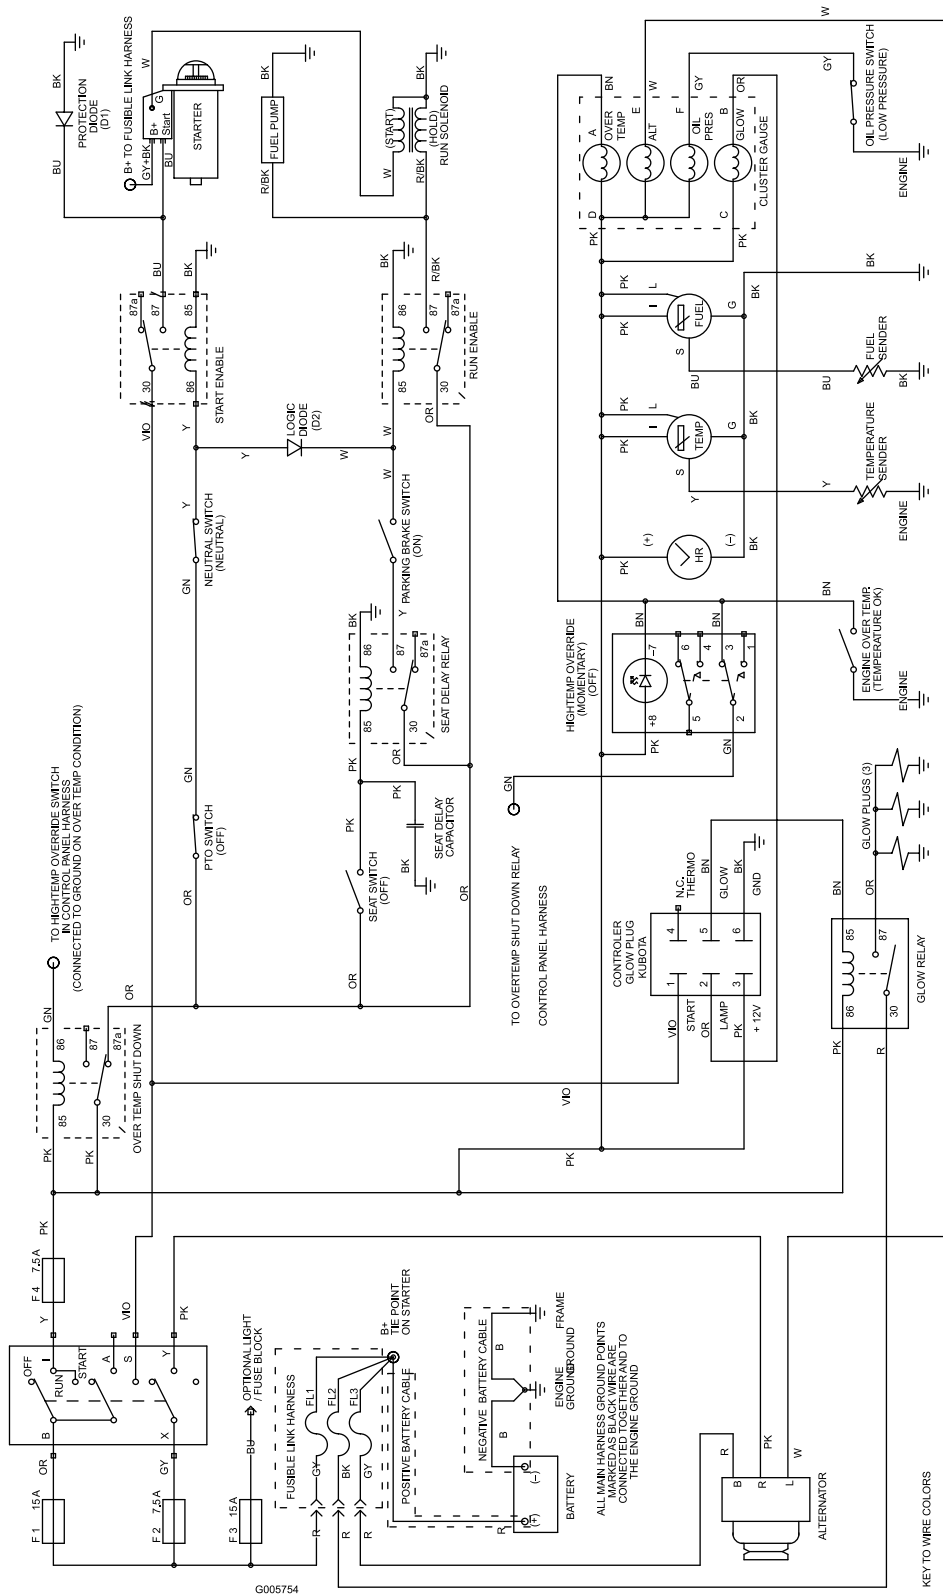 TO HIGHTEMP OVERRIDE SWITCH
IN CONTROL PANEL HARNESS
(CONNECTED TO GROUND ON OVER TEMP CONDITION)
GN
85
86
30
87
87a
OVER TEMP SHUT DOWN
PK
PK
PK
F 4
7.5 A
Y
OFF
RUN
START
I
A
S
Y
B
X
VIO
PK
OR
GY
F 1
15 A
F 2
7.5 A
F 3
15 A
BU
OPTIONAL LIGHT
/ FUSE BLOCK
FUSIBLE LINK HARNESS
FL1
FL2
FL3
GY
BK
GY
R
R
R
B+
TIE POINT
ON STARTER
POSITIVE BATTERY CABLE
NEGATIVE BATTERY CABLE
B
B
ENGINE
GROUND
FRAME
GROUND
R
(+)
(–)
BATTERY
ALL MAIN HARNESS GROUND POINTS
MARKED AS BLACK WIRE ARE
CONNECTED TOGETHER AND TO
THE ENGINE GROUND
R
PK
W
B
R
L
ALTERNATOR
KEY TO WIRE COLORS
G005754
BU
BK
PROTECTION
DIODE
(D1)
B+ TO FUSIBLE LINK HARNESS
GY+BK
W
B+
G
Start
BU
STARTER
BU
BK
87a
87
85
30
86
START ENABLE
VIO
Y
NEUTRAL SWITCH
(NEUTRAL)
Y
GN
GN
PTO SWITCH
(OFF)
OR
OR
Y
LOGIC
DIODE
(D2)
W
FUEL PUMP
BK
R/BK
(START)
(HOLD)
RUN SOLENOID
W
R/BK
BK
BK
R/BK
86
87
87a
85
30
RUN ENABLE
W
OR
W
PARKING BRAKE SWITCH
(ON)
Y
BK
86
87
87a
85
30
SEAT DELAY RELAY
PK
OR
PK
PK
SEAT SWITCH
(OFF)
SEAT DELAY
CAPACITOR
BK
OR
OR
W
BN
W
GY
OR
A
E
F
B
OVER
TEMP
ALT
OIL
PRES
GLOW
D
C
CLUSTER GAUGE
PK
PK
GY
OIL PRESSURE SWITCH
(LOW PRESSURE)
ENGINE
PK
PK
L
I
FUEL
S
G
BU
BK
BK
BU
FUEL
SENDER
BK
PK
PK
L
I
TEMP
S
G
Y
BK
Y
TEMPERATURE
SENDER
ENGINE
PK
(+)
HR
(–)
BK
BN
HIGHTEMP OVERRIDE
(MOMENTARY)
(OFF)
BN
BN
–7
+8
6
4
5
3
1
2
PK
GN
GN
TO OVERTEMP SHUT DOWN RELAY
CONTROL PANEL HARNESS
ENGINE OVER TEMP.
(TEMPERATURE OK)
ENGINE
CONTROLER
GLOW PLUG
KUBOTA
N.C.
THERMO
BN
GLOW
BK
GND
4
5
6
1
2
3
VIO
START
OR
LAMP
PK
+ 12V
VIO
PK
GLOW PLUGS (3)
BN
OR
85
87
86
30
GLOW RELAY
PK
R